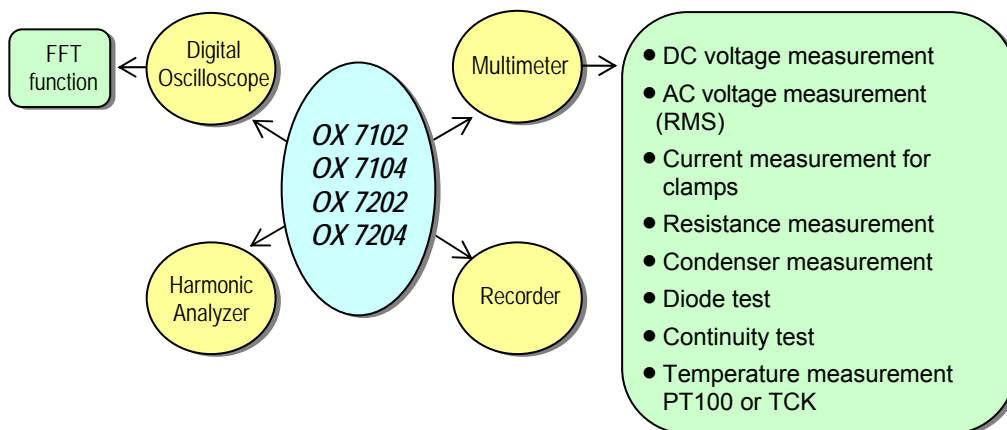 FFT
function
Digital
Oscilloscope
Multimeter
OX 7102
OX 7104
OX 7202
OX 7204
Harmonic
Analyzer
Recorder
● DC voltage measurement
● AC voltage measurement
(RMS)
● Current measurement for
clamps
● Resistance measurement
● Condenser measurement
● Diode test
● Continuity test
● Temperature measurement
PT100 or TCK